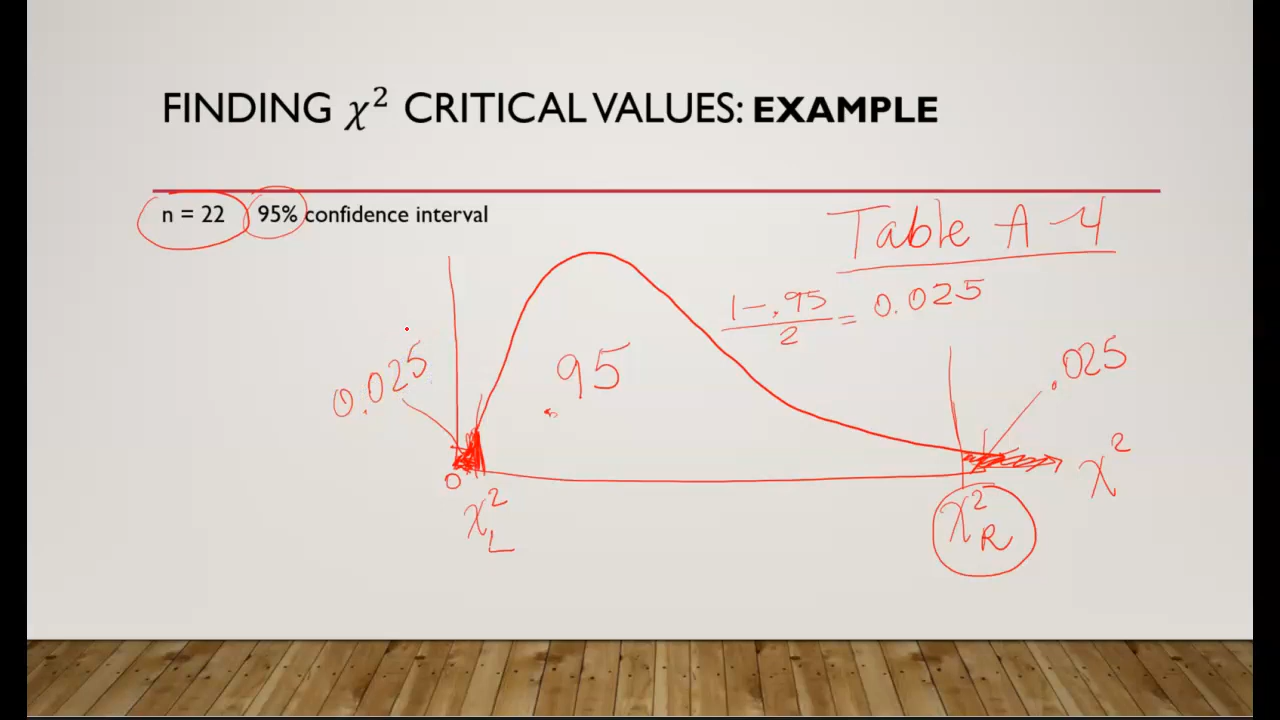 FINDING χ² CRITICAL VALUES: EXAMPLE
n = 22 95% confidence interval
Table A-4
1-.95
2
= 0.025
0.025
.95
.025
0
χ²L
χ²R
χ²